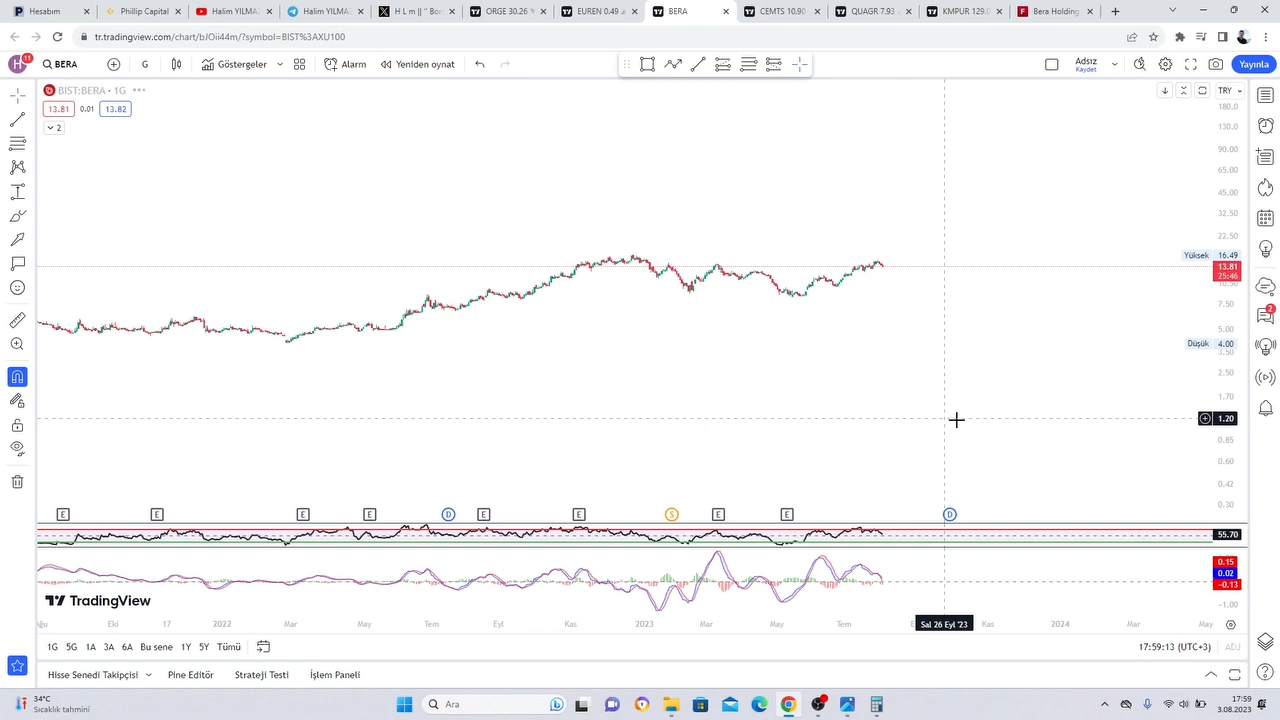 Hesabım
Phillip Capital
Halim YILMAZ
Halim YILMAZ
H L m || " Bors
ORGE 30.26
EUREN 0.49
BERA
CEMTS 10.90
QUAGR 7.93
KMPUR 129.0
Bera Holding
tr.tradingview.com/chart/bJOii44m/?symbol=BIST%3AXU100
H
11
BERA
G
Göstergeler
Alarm
Yeniden oynat
Adsız
Kaydet
Yayınla
BIST:BERA · 1G
13.81
0.01
13.82
2
TRY
180.0
130.0
90.00
65.00
45.00
32.50
22.50
Yüksek 16.49
13.81
25:46
10.50
7.50
5.00
Düşük 4.00
3.50
2.50
1.70
1.20
0.85
0.60
0.42
0.30
E
E
E
E
D
E
E
S
E
E
D
55.70
0.15
0.02
−0.13
−1.00
TradingView
Eki
17
2022
Mar
May
Tem
Eyl
Kas
2023
Mar
May
Tem
Sal 26 Eyl '23
Kas
2024
Mar
May
1G
5G
1A
3A
6A
Bu sene
1Y
5Y
Tümü
17:59:13 (UTC+3)
ADJ
Hisse Senedi Takipçisi
Pine Editör
Strateji Testi
İşlem Paneli
2
34°C
Sıcaklık tahmini
Ara
17:59
3.08.2023